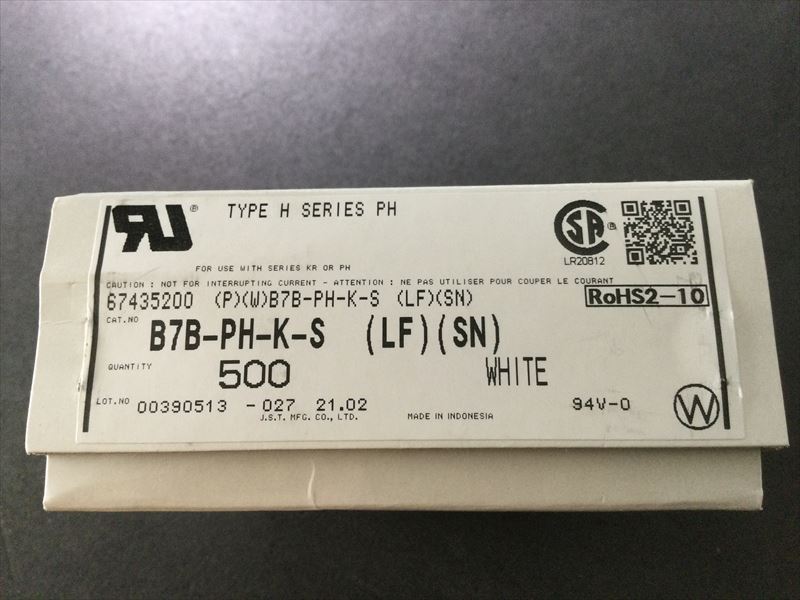 RU ® TYPE H SERIES PH
CSA ®
LR20812
FOR USE WITH SERIES KR OR PH
CAUTION : NOT FOR INTERRUPTING CURRENT - ATTENTION : NE PAS UTILISER POUR COUPER LE COURANT
67435200 (P)(W)B7B-PH-K-S (LF)(SN) RoHS2-10
CAT.NO B7B-PH-K-S (LF)(SN)
QUANTITY 500 WHITE
LOT.NO 00390513 -027 21.02 94V-0 W
J.S.T. MFG. CO., LTD. MADE IN INDONESIA